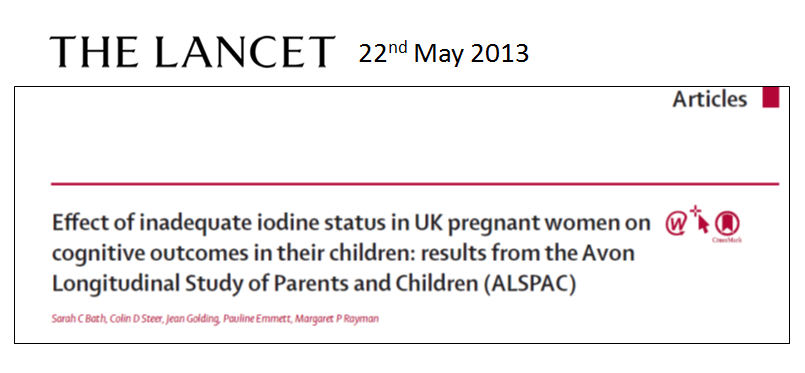 THE LANCET 22nd May 2013
Articles
Effect of inadequate iodine status in UK pregnant women on
cognitive outcomes in their children: results from the Avon
Longitudinal Study of Parents and Children (ALSPAC)
W
CrossMark
Sarah C Bath, Colin D Steer, Jean Golding, Pauline Emmett, Margaret P Rayman